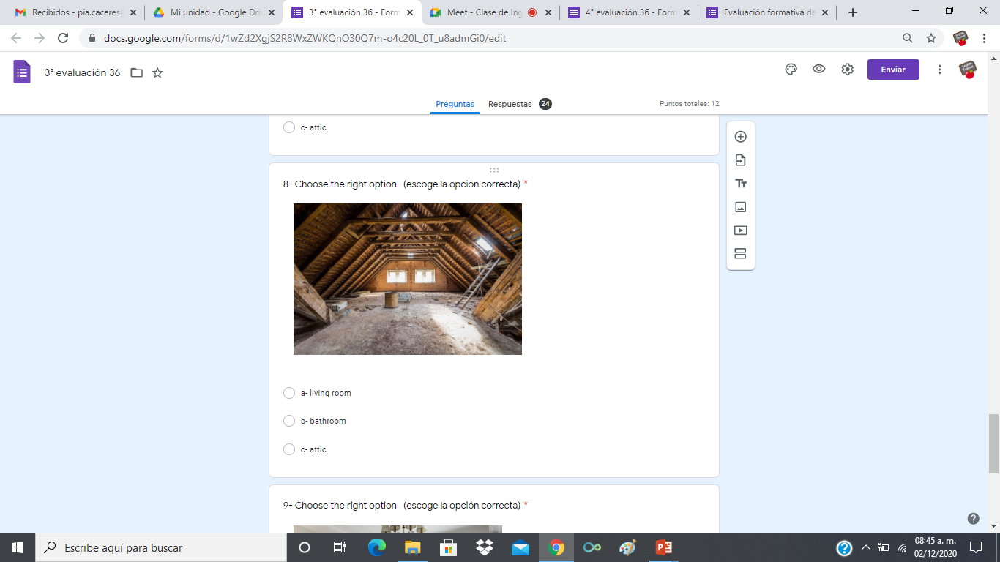 Recibidos - pia.caceres
Mi unidad - Google Dri
3° evaluación 36 - Form
Meet - Clase de Ing
4° evaluación 36 - Form
Evaluación formativa de
docs.google.com/forms/d/1wZd2XgjS2R8WxZWKQnO30Q7m-o4c20L_0T_u8admGi0/edit
3° evaluación 36
Enviar
Preguntas
Respuestas 24
Puntos totales: 12
c- attic
8- Choose the right option (escoge la opción correcta) *
a- living room
b- bathroom
c- attic
9- Choose the right option (escoge la opción correcta) *
Escribe aquí para buscar
08:45 a. m.
02/12/2020